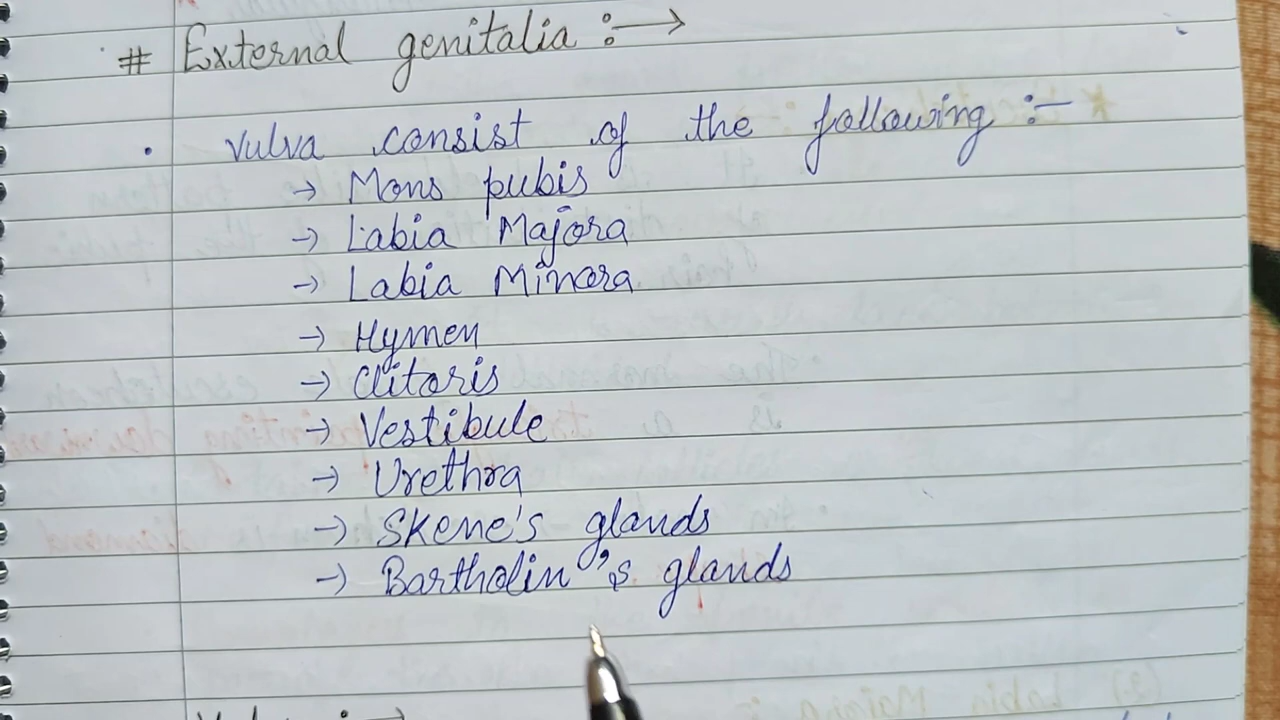 # External genitalia :→
• Vulva consist of the following :-
→ Mons pubis
→ Labia Majora
→ Labia Minora
→ Hymen
→ Clitoris
→ Vestibule
→ Urethra
→ Skene's glands
→ Bartholin's glands